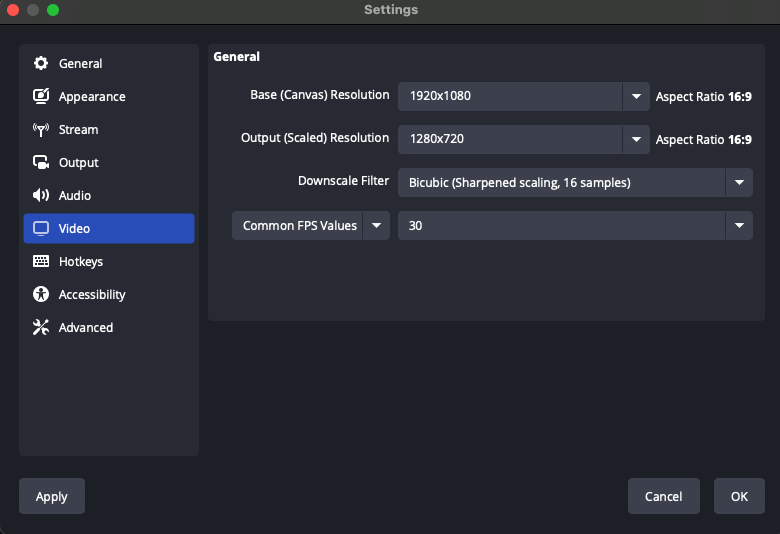 Settings
General
Appearance
Stream
Output
Audio
Video
Hotkeys
Accessibility
Advanced
General
Base (Canvas) Resolution 1920x1080 Aspect Ratio 16:9
Output (Scaled) Resolution 1280x720 Aspect Ratio 16:9
Downscale Filter Bicubic (Sharpened scaling, 16 samples)
Common FPS Values 30
Apply Cancel OK